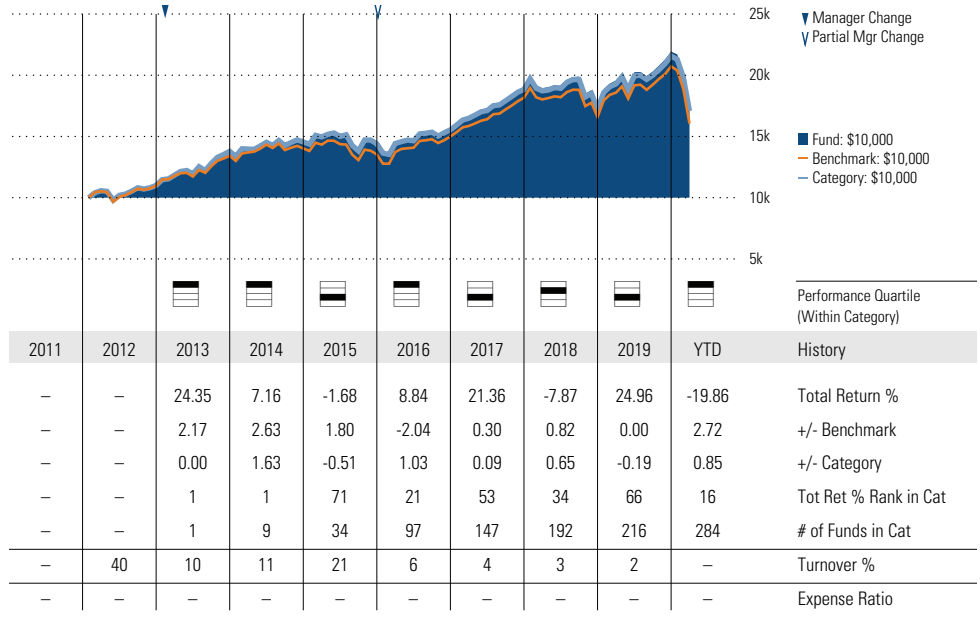 25k
▼ Manager Change
Partial Mgr Change
20k
15k
Fund: $10,000
Benchmark: $10,000
Category: $10,000
10k
5k
Performance Quartile
(Within Category)
2011 2012 2013 2014 2015 2016 2017 2018 2019 YTD History
– – 24.35 7.16 -1.68 8.84 21.36 -7.87 24.96 -19.86 Total Return %
– – 2.17 2.63 1.80 -2.04 0.30 0.82 0.00 2.72 +/- Benchmark
– – 0.00 1.63 -0.51 1.03 0.09 0.65 -0.19 0.85 +/- Category
– – 1 1 71 21 53 34 66 16 Tot Ret % Rank in Cat
– – 1 9 34 97 147 192 216 284 # of Funds in Cat
– 40 10 11 21 6 4 3 2 – Turnover %
– – – – – – – – – – Expense Ratio